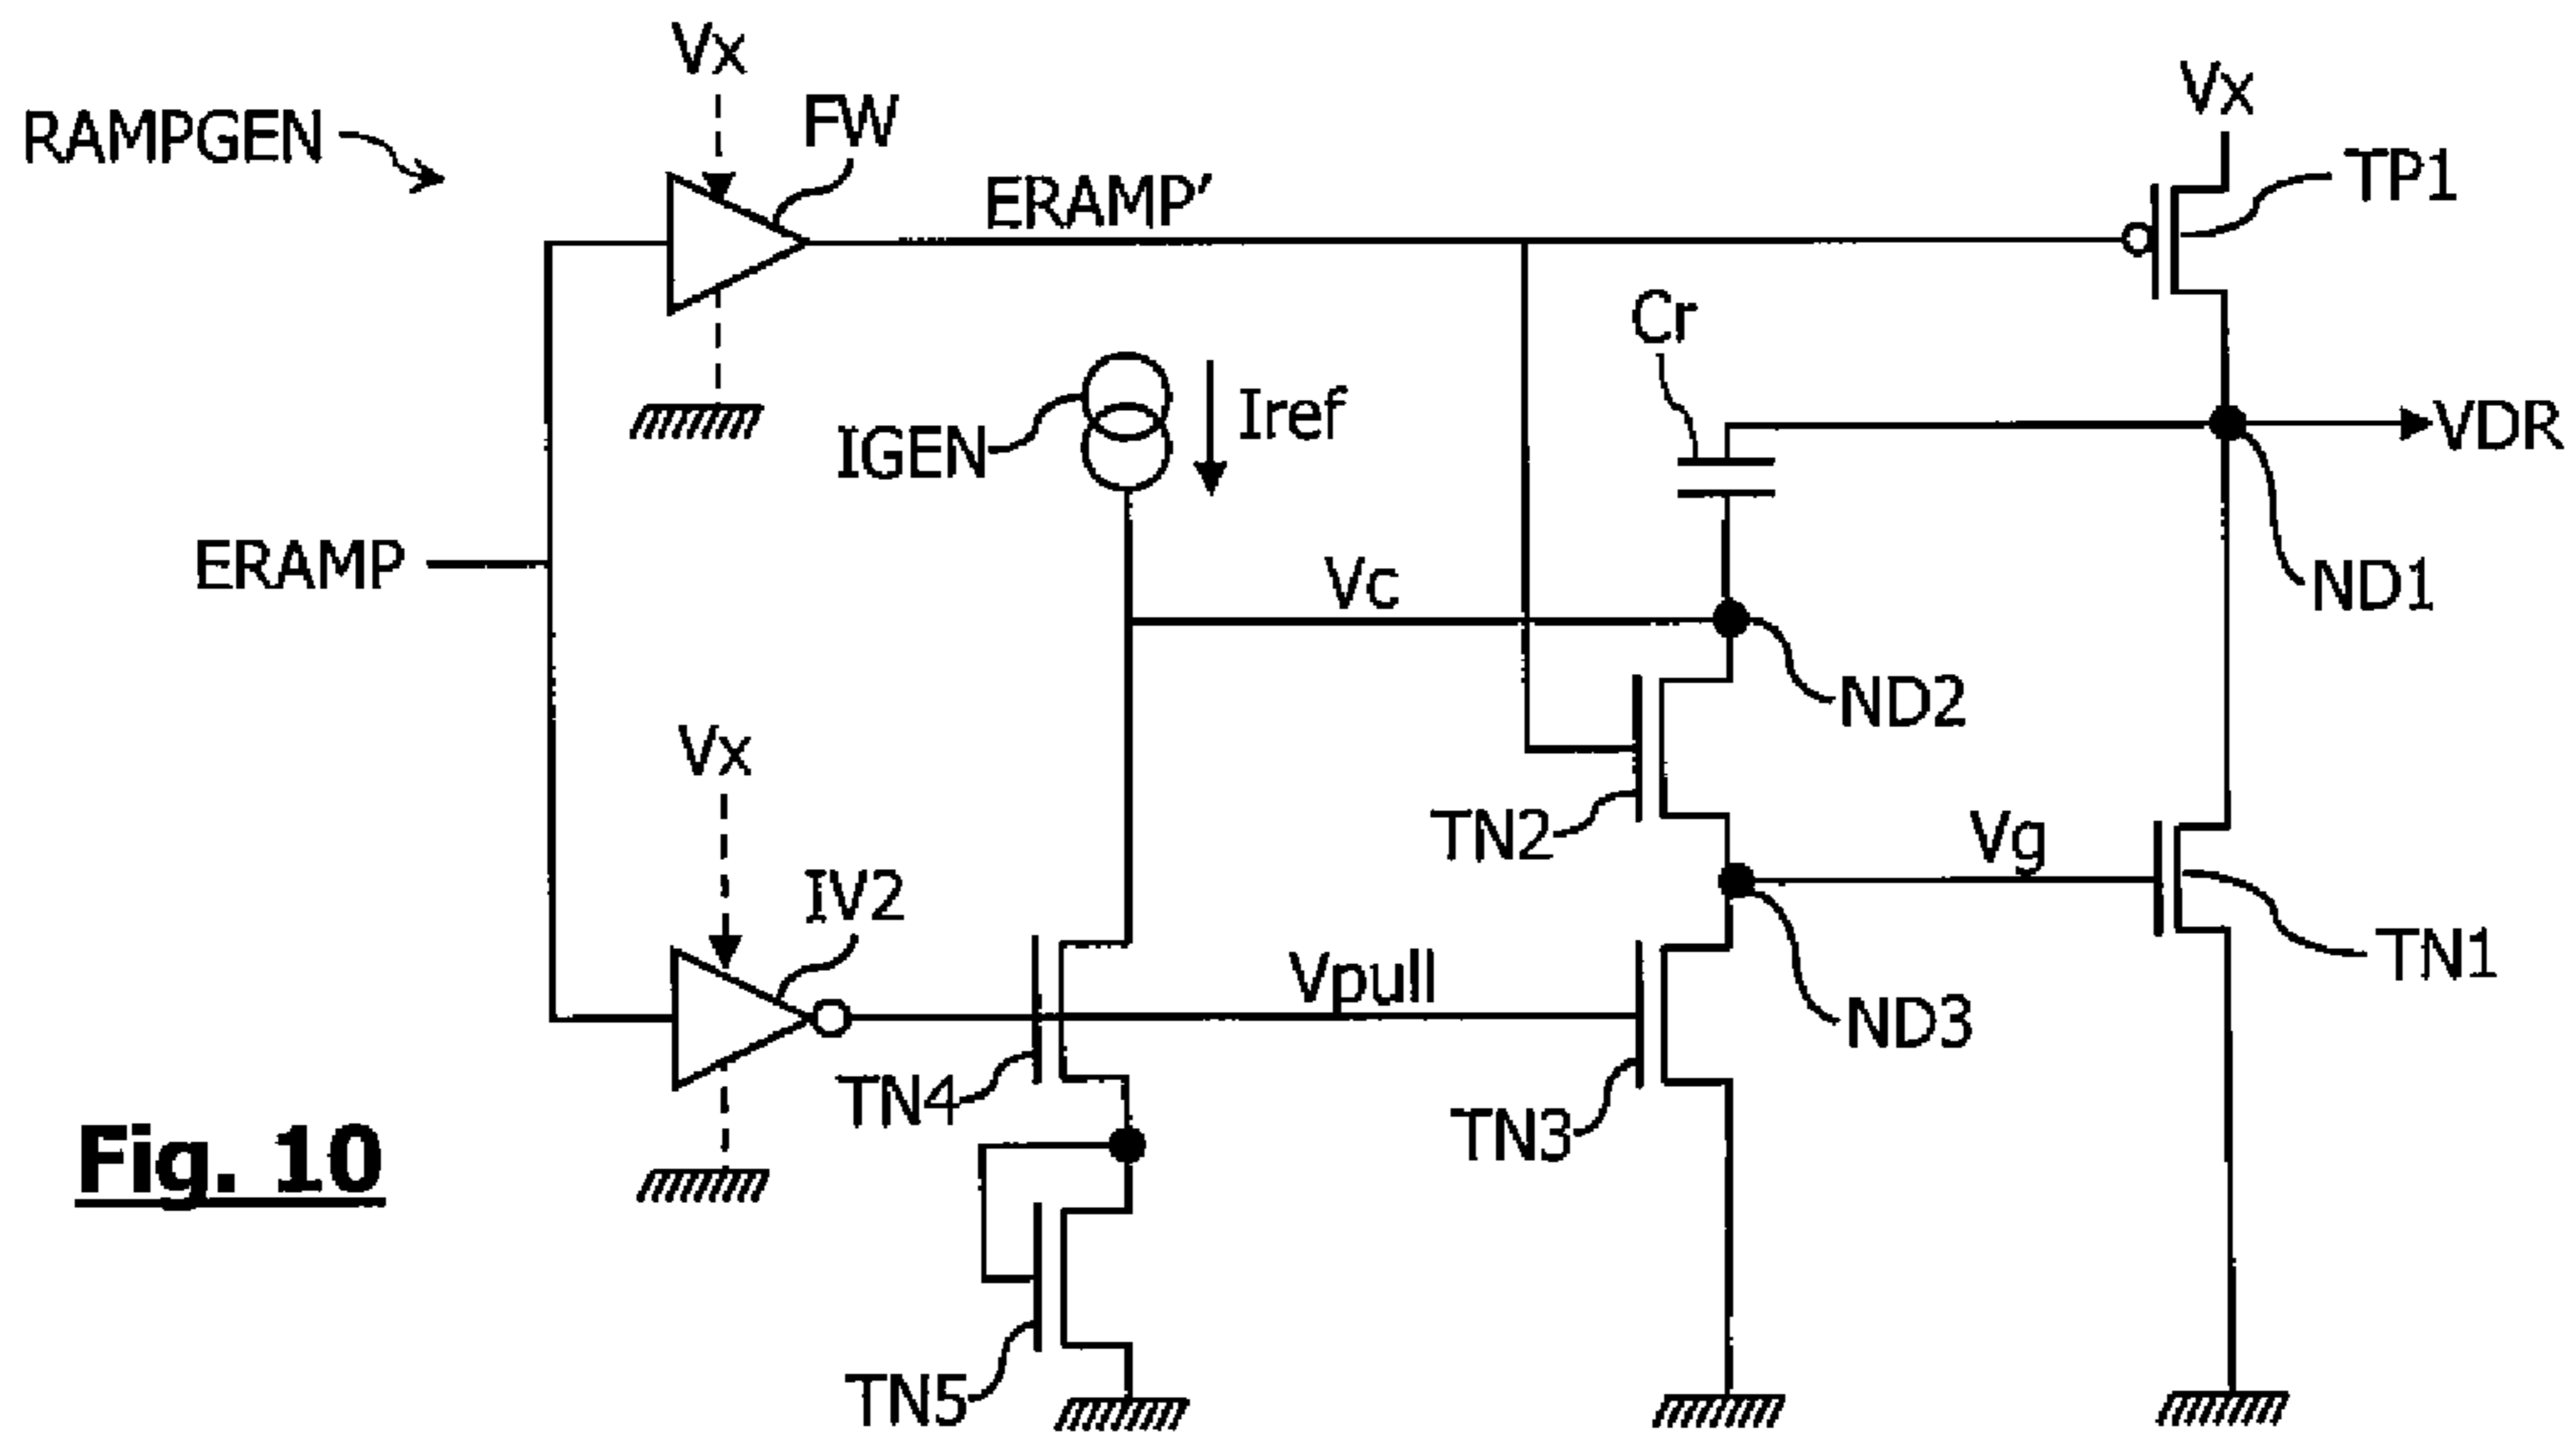 Vx
Vx
FW
RAMPGEN
TP1
ERAMP'
Cr
Iref
IGEN
VDR
ERAMP
Vc
ND1
ND2
Vx
TN2
Vg
IV2
Vpull
TN1
ND3
TN4
TN3
Fig. 10
TN5